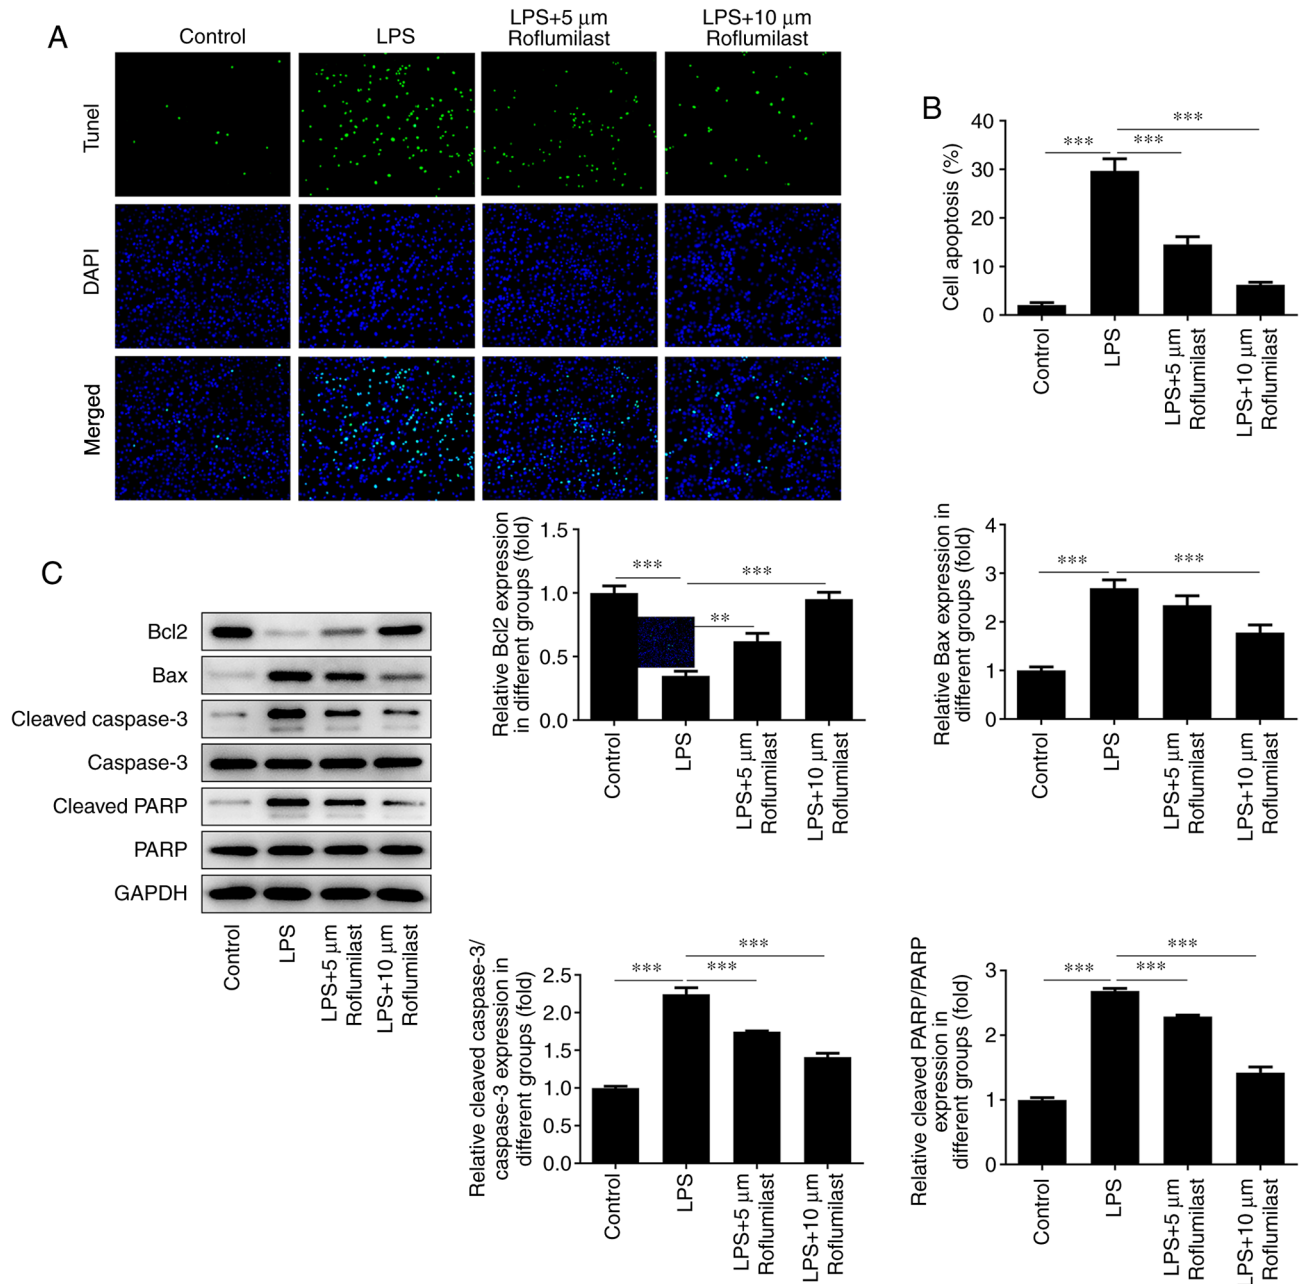 A
Control
LPS
LPS+5 μm
Roflumilast
LPS+10 μm
Roflumilast
Tunel
DAPI
Merged
B
Cell apoptosis (%)
40
30
20
10
0
***
***
***
Control
LPS
LPS+5 μm
Roflumilast
LPS+10 μm
Roflumilast
C
Bcl2
Bax
Cleaved caspase-3
Caspase-3
Cleaved PARP
PARP
GAPDH
Control
LPS
LPS+5 μm
Roflumilast
LPS+10 μm
Roflumilast
Relative Bcl2 expression
in different groups (fold)
1.5
1.0
0.5
0.0
***
***
**
Control
LPS
LPS+5 μm
Roflumilast
LPS+10 μm
Roflumilast
Relative Bax expression in
different groups (fold)
4
3
2
1
0
***
***
Control
LPS
LPS+5 μm
Roflumilast
LPS+10 μm
Roflumilast
Relative cleaved caspase-3/
caspase-3 expression in
different groups (fold)
2.5
2.0
1.5
1.0
0.5
0.0
***
***
***
Control
LPS
LPS+5 μm
Roflumilast
LPS+10 μm
Roflumilast
Relative cleaved PARP/PARP
expression in
different groups (fold)
3
2
1
0
***
***
***
Control
LPS
LPS+5 μm
Roflumilast
LPS+10 μm
Roflumilast